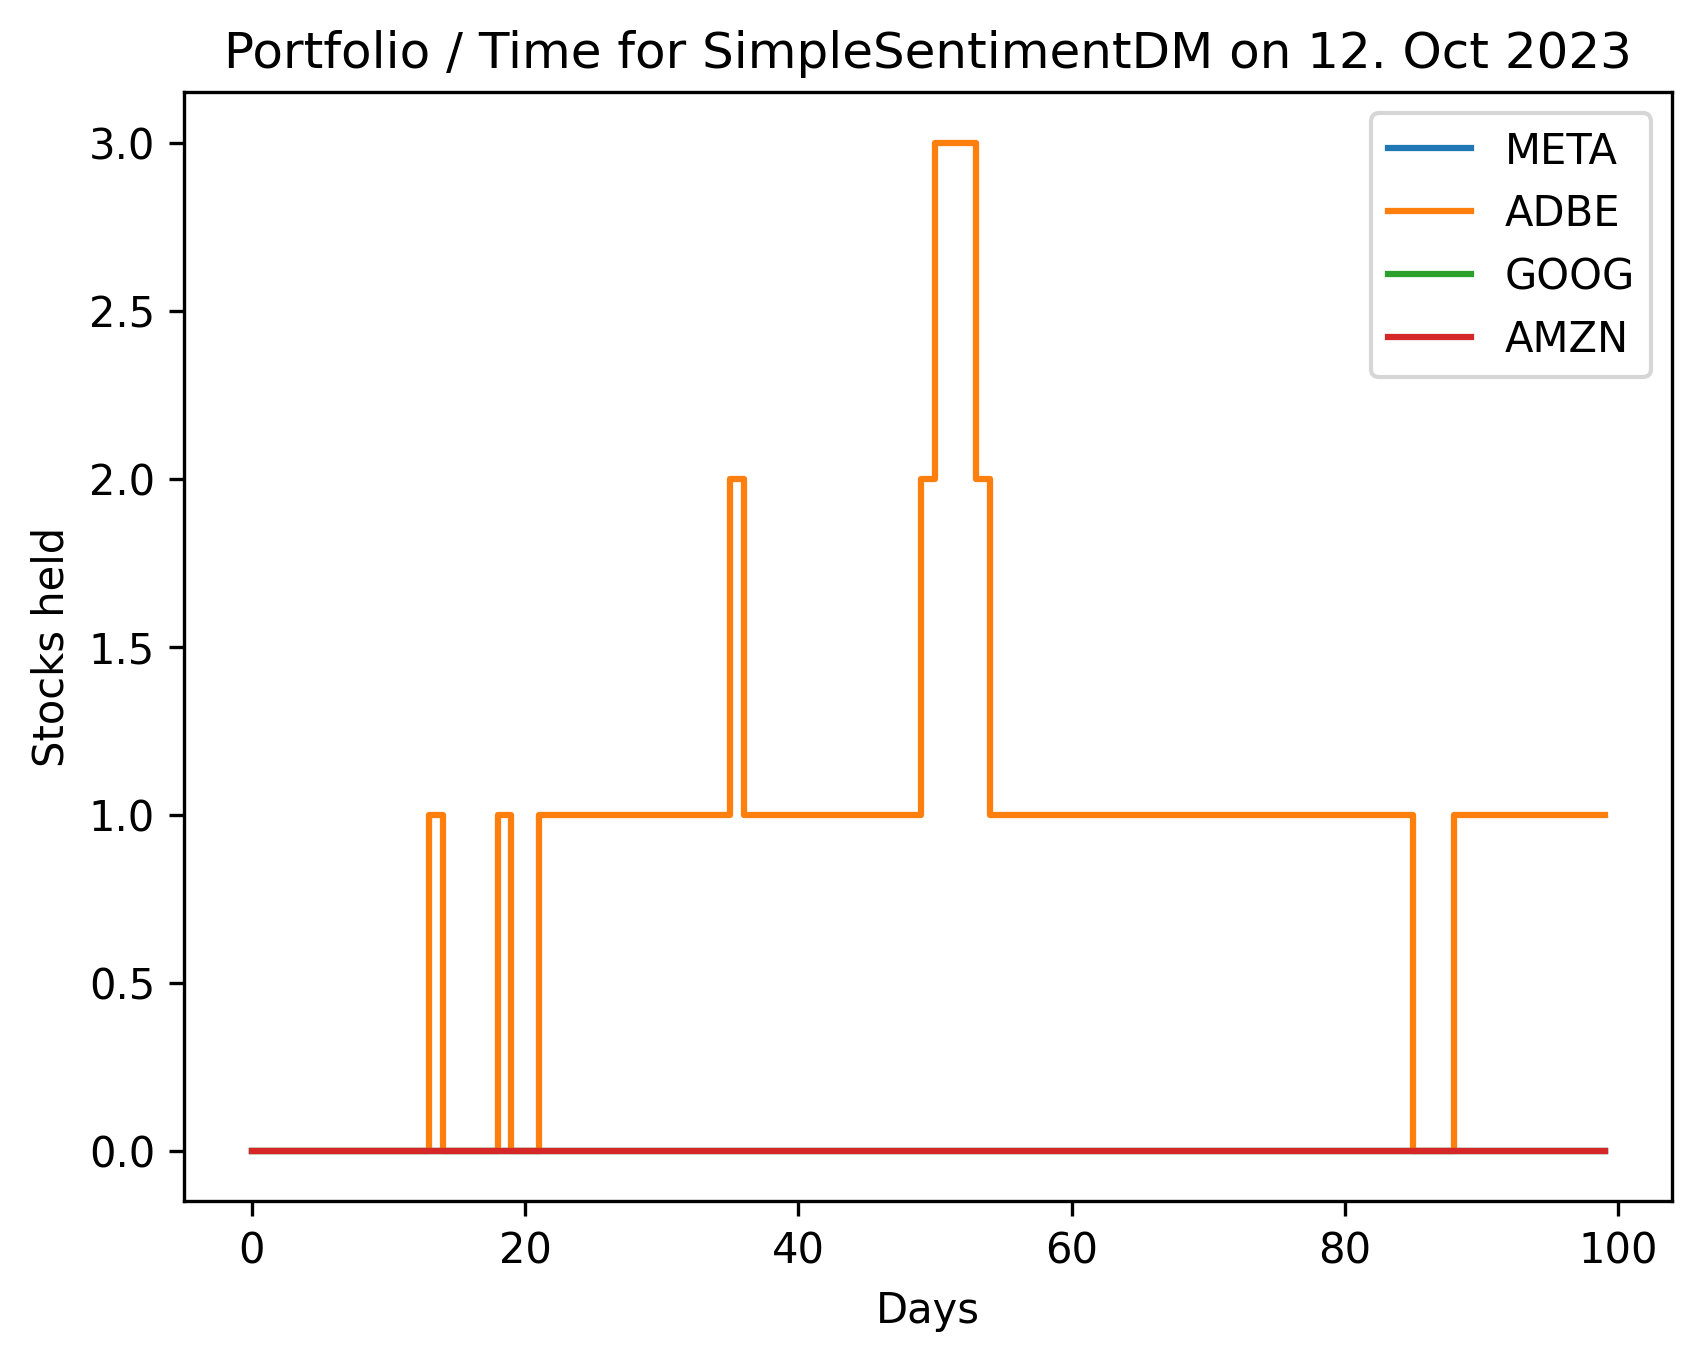 Portfolio / Time for SimpleSentimentDM on 12. Oct 2023
META
ADBE
GOOG
AMZN
Stocks held
3.0
2.5
2.0
1.5
1.0
0.5
0.0
0 20 40 60 80 100
Days